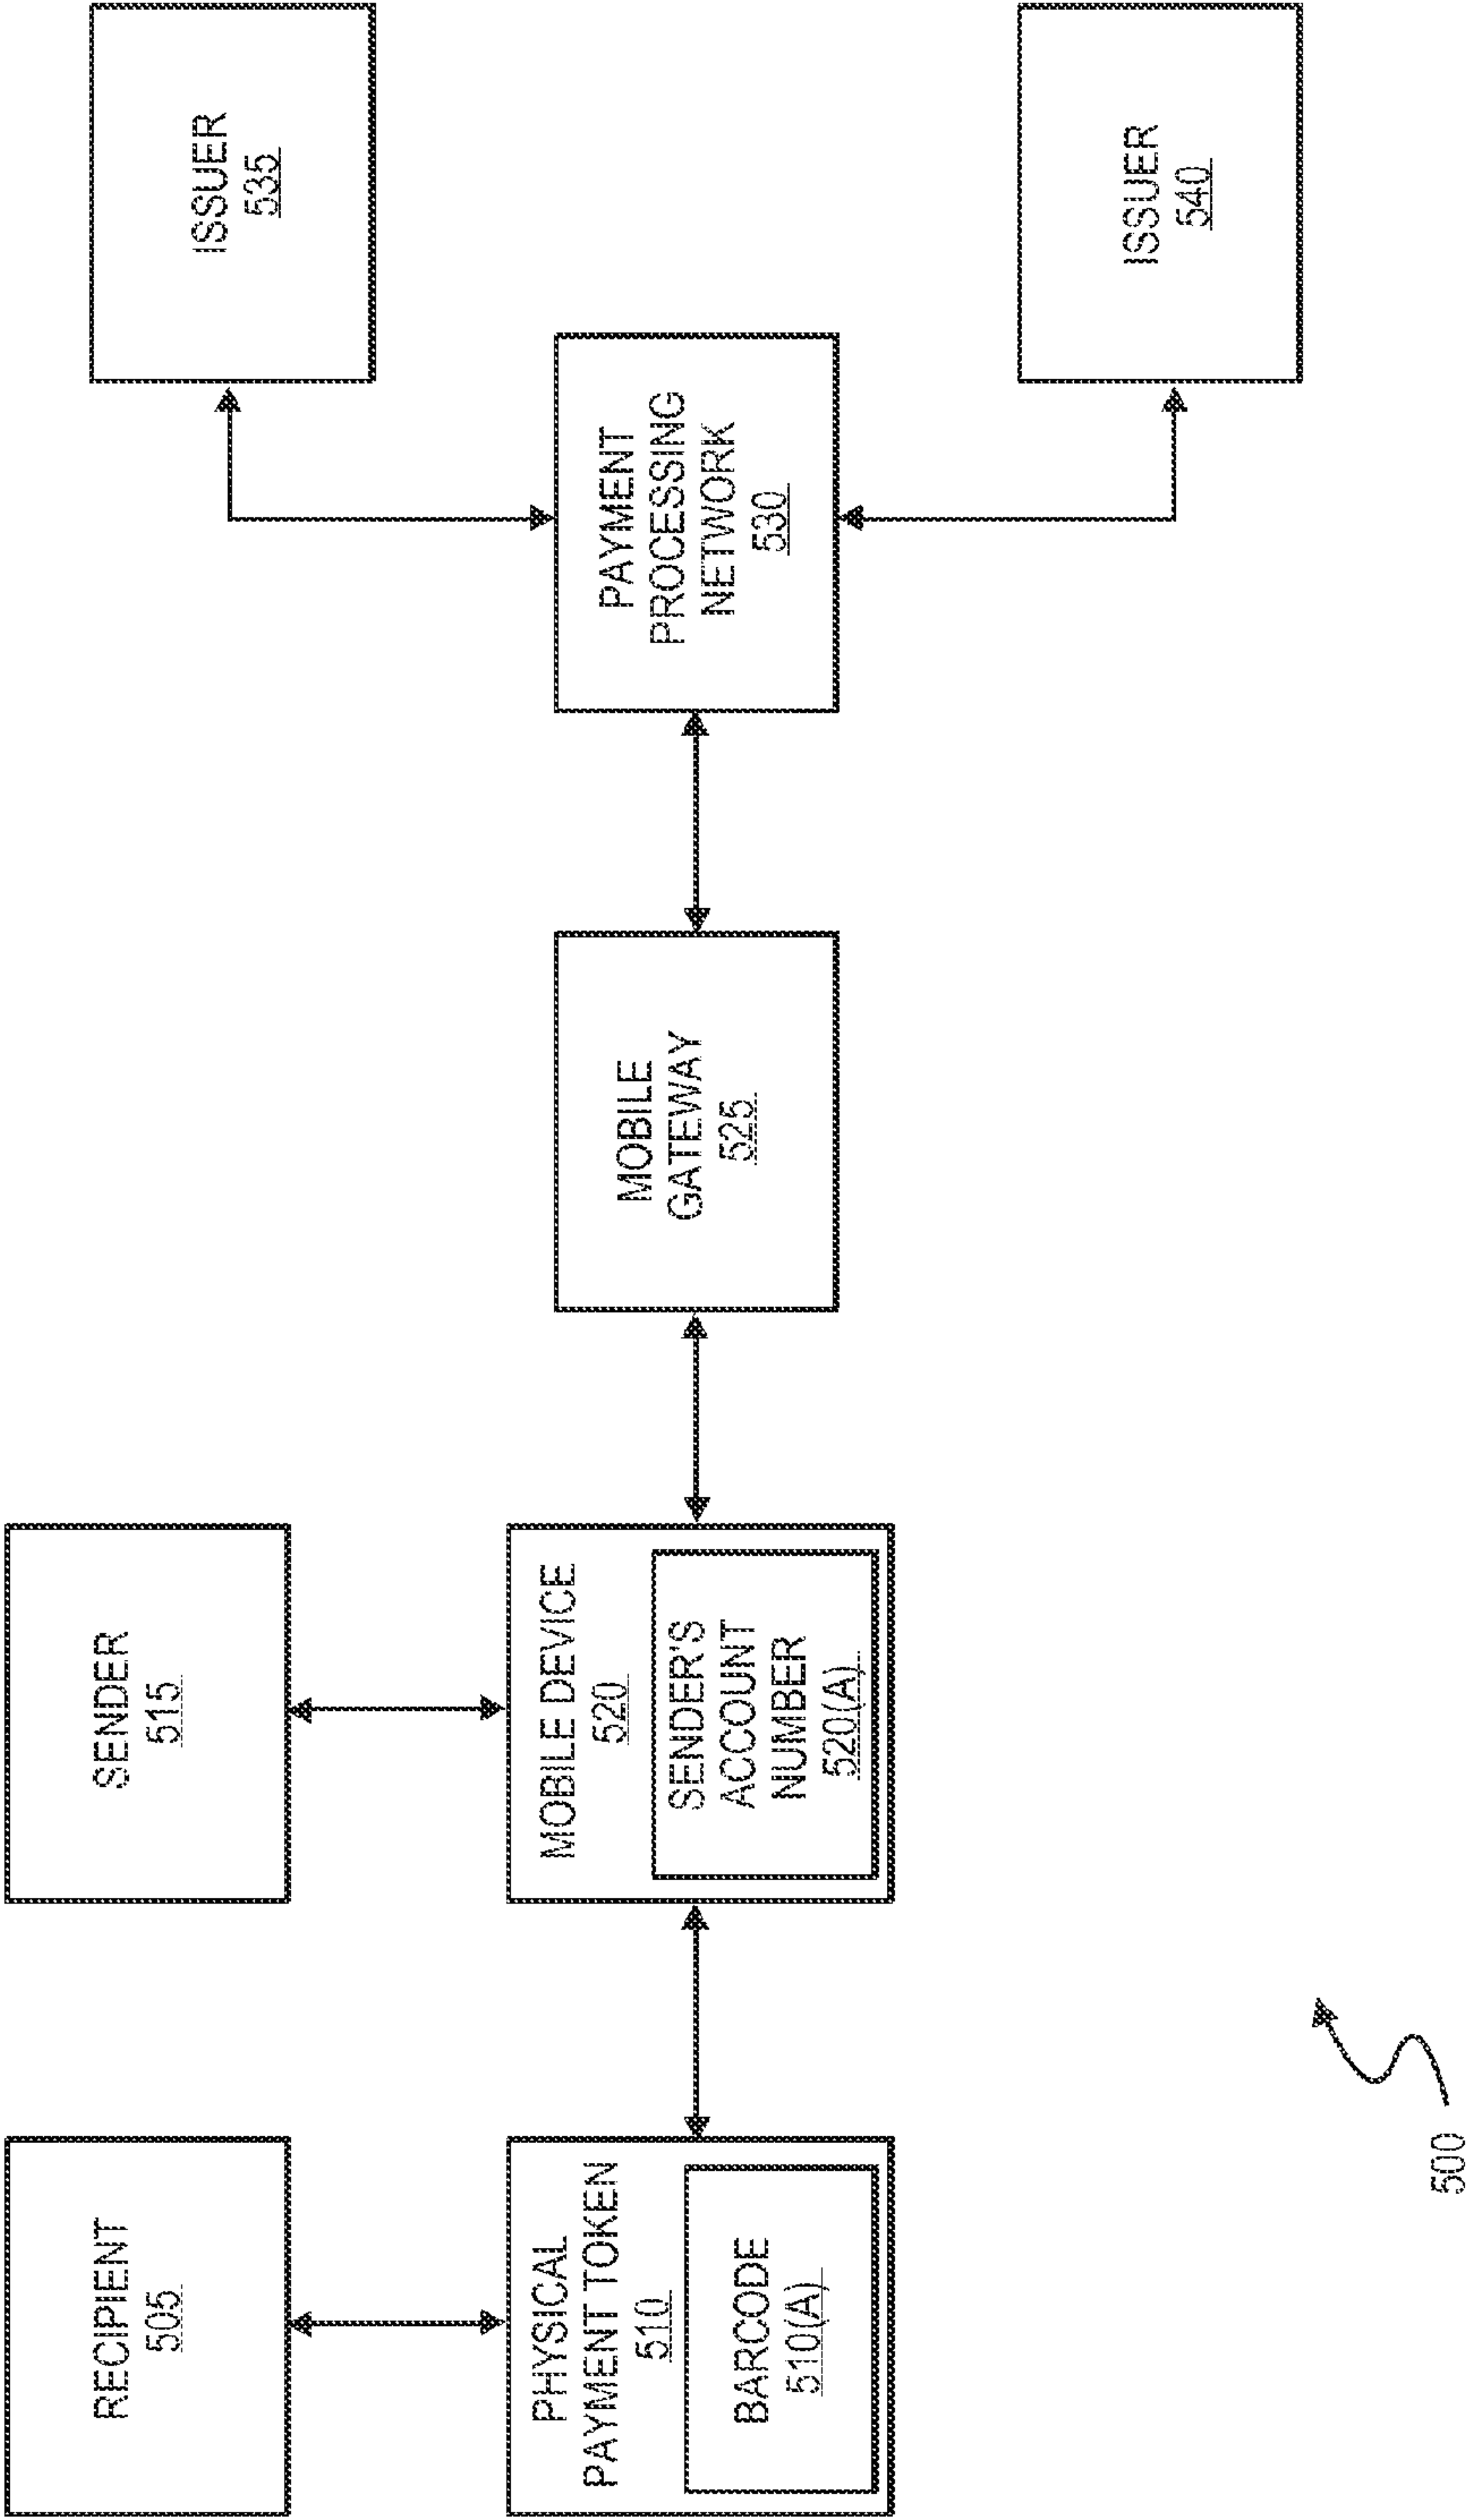 RECIPIENT
505
PHYSICAL
PAYMENT TOKEN
510
BARCODE
510(A)
SENDER
515
MOBILE DEVICE
520
SENDER'S
ACCOUNT
NUMBER
520(A)
MOBILE
GATEWAY
525
PAYMENT
PROCESSING
NETWORK
530
ISSUER
535
ISSUER
540
500